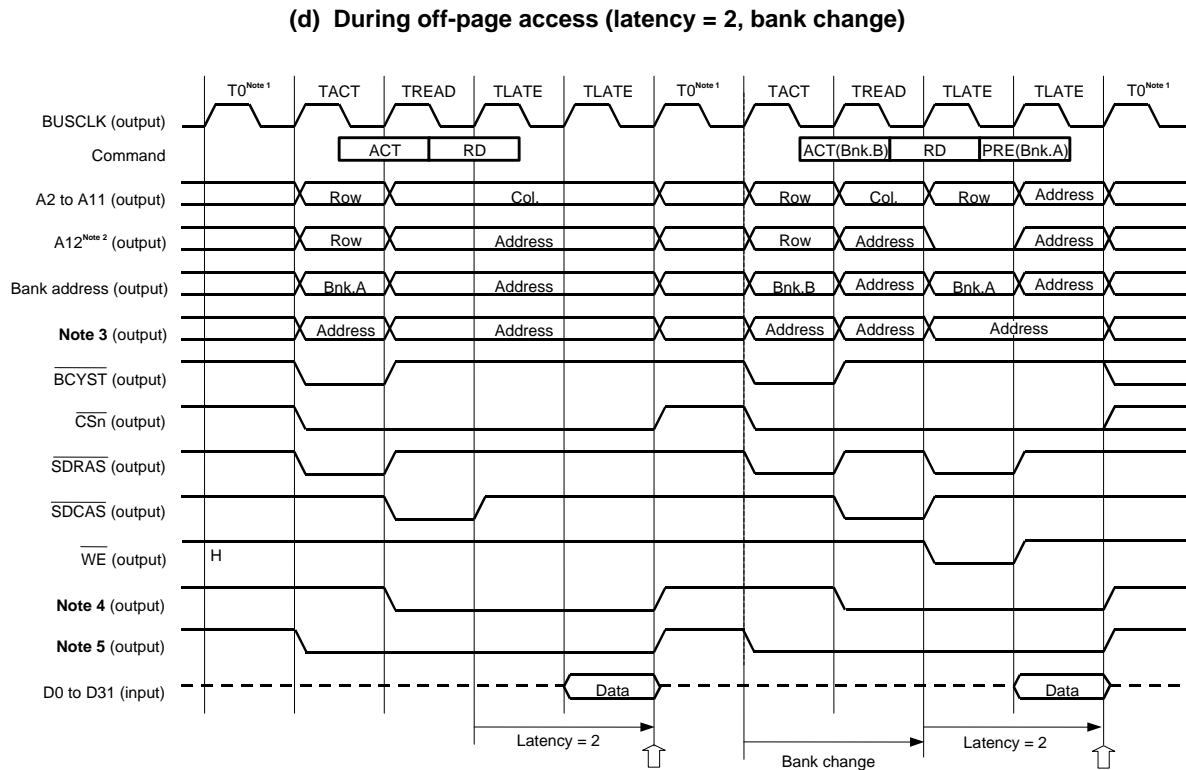 (d) During off-page access (latency = 2, bank change)
T0Note 1 TACT TREAD TLATE TLATE T0Note 1 TACT TREAD TLATE TLATE T0Note 1
BUSCLK (output)
Command ACT RD ACT(Bnk.B) RD PRE(Bnk.A)
A2 to A11 (output) Row Col. Row Col. Row Address
A12Note 2 (output) Row Address Row Address Address
Bank address (output) Bnk.A Address Bnk.B Address Bnk.A Address
Note 3 (output) Address Address Address Address Address
BCYST (output)
CSn (output)
SDRAS (output)
SDCAS (output)
WE (output) H
Note 4 (output)
Note 5 (output)
D0 to D31 (input) Data Data
Latency = 2 Bank change Latency = 2